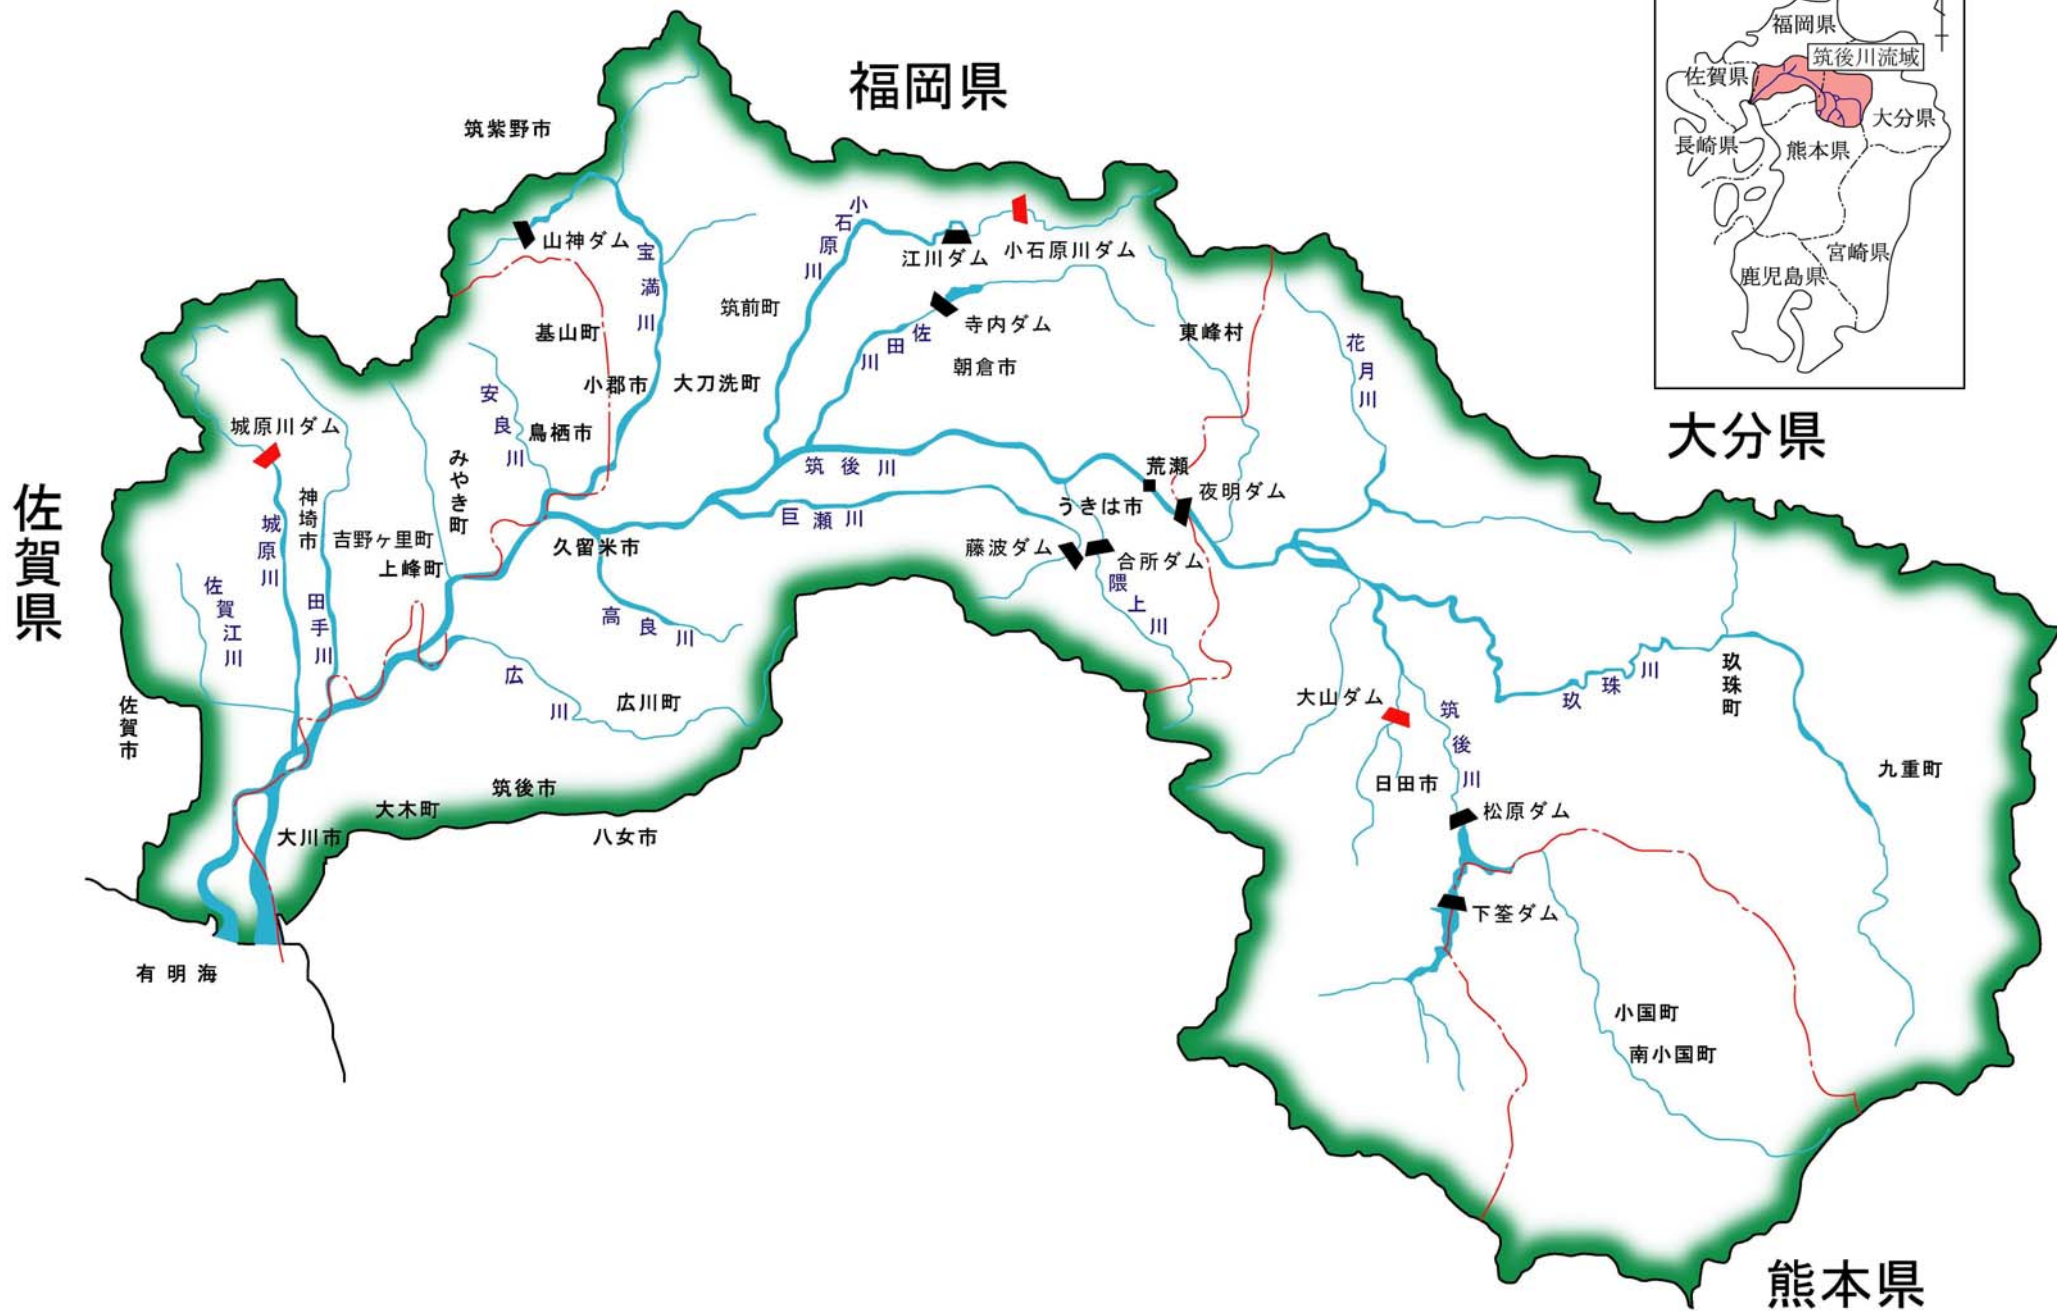 福岡県
佐賀県
大分県
熊本県
福岡県
筑後川流域
佐賀県
大分県
長崎県
熊本県
宮崎県
鹿児島県
筑紫野市
山神ダム
宝満川
小石原川
江川ダム
小石原川ダム
筑前町
基山町
寺内ダム
佐田川
朝倉市
東峰村
花月川
小郡市
大刀洗町
安良川
鳥栖市
城原川ダム
みやき町
神埼市
城原川
吉野ヶ里町
上峰町
久留米市
筑後川
巨瀬川
荒瀬
うきは市
夜明ダム
藤波ダム
合所ダム
隈上川
佐賀江川
田手川
高良川
広川
広川町
佐賀市
筑後市
大木町
大川市
八女市
有明海
大山ダム
筑後川
日田市
玖珠川
玖珠町
九重町
松原ダム
下筌ダム
小国町
南小国町